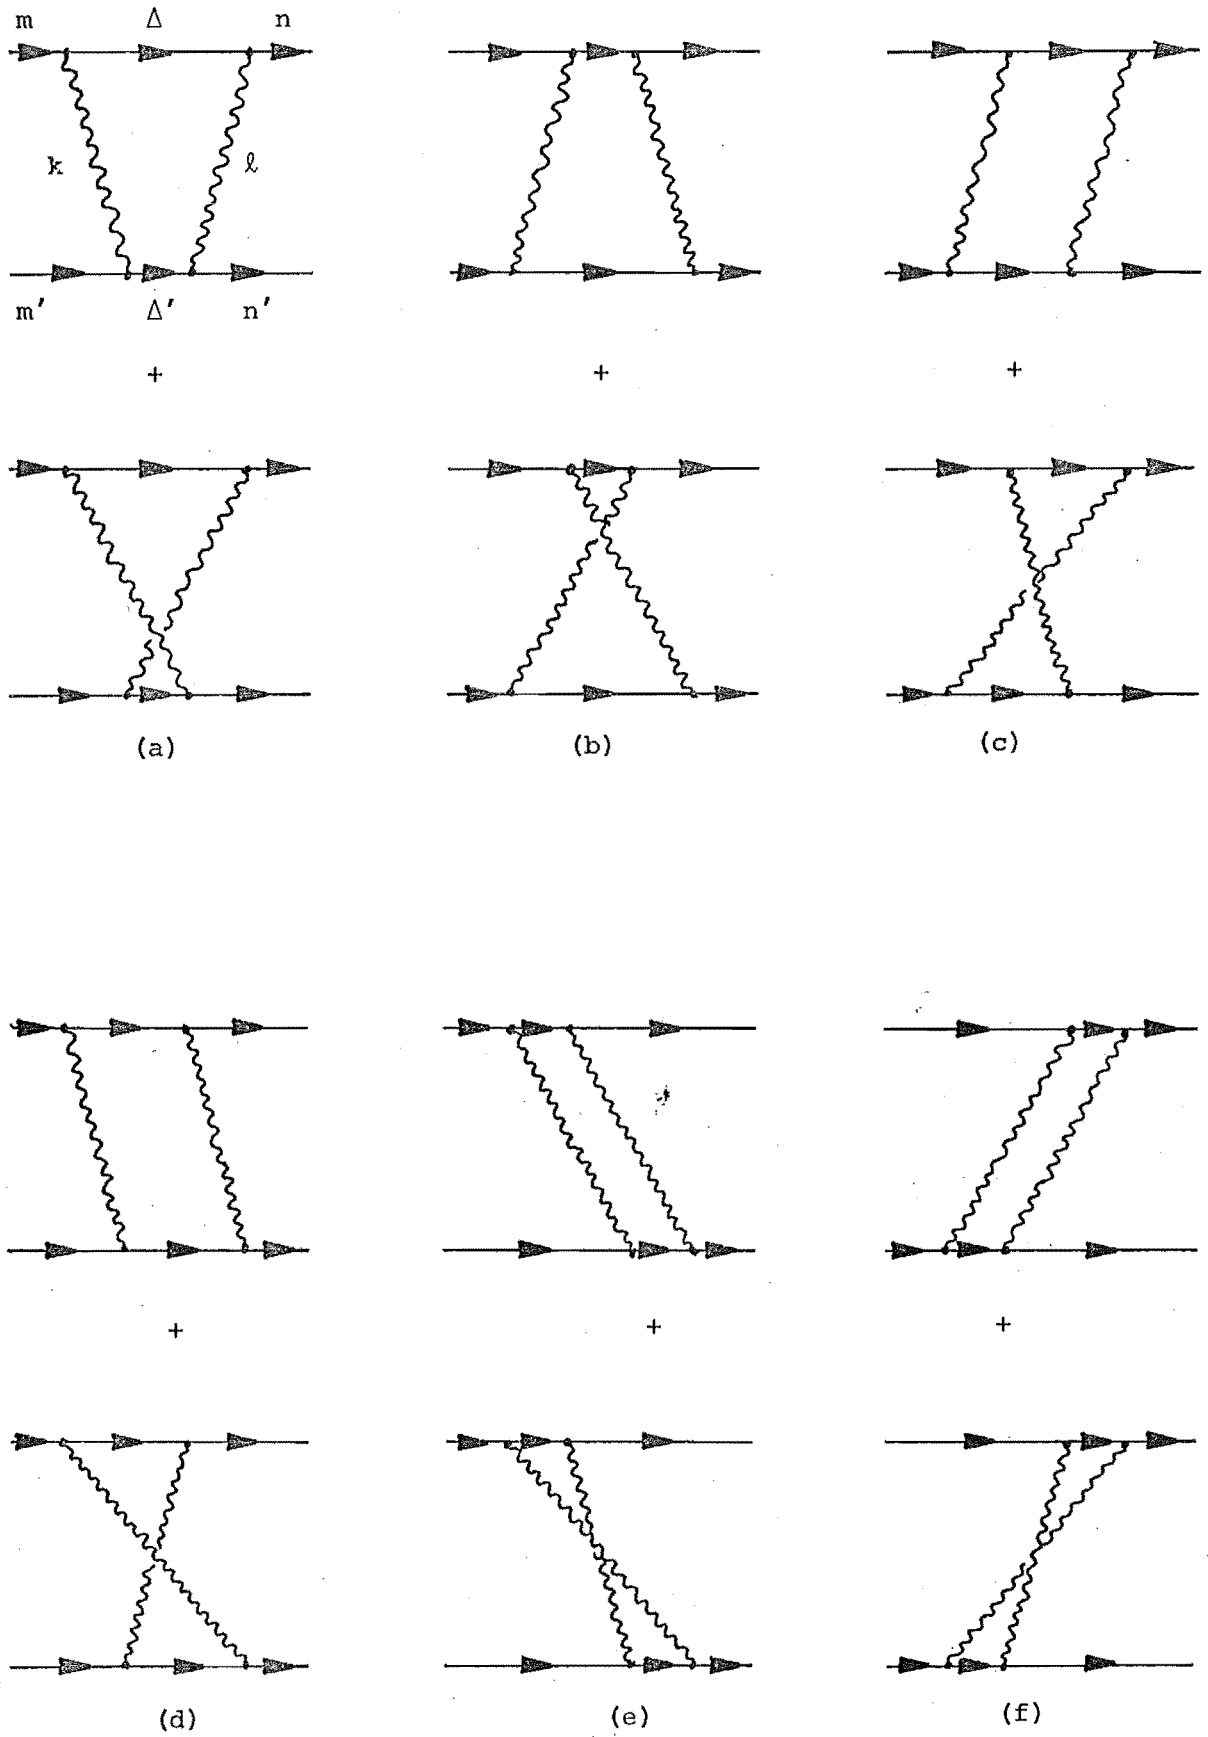 m Δ n
k ℓ
m′ Δ′ n′
+ + +
(a) (b) (c)
+ + +
(d) (e) (f)